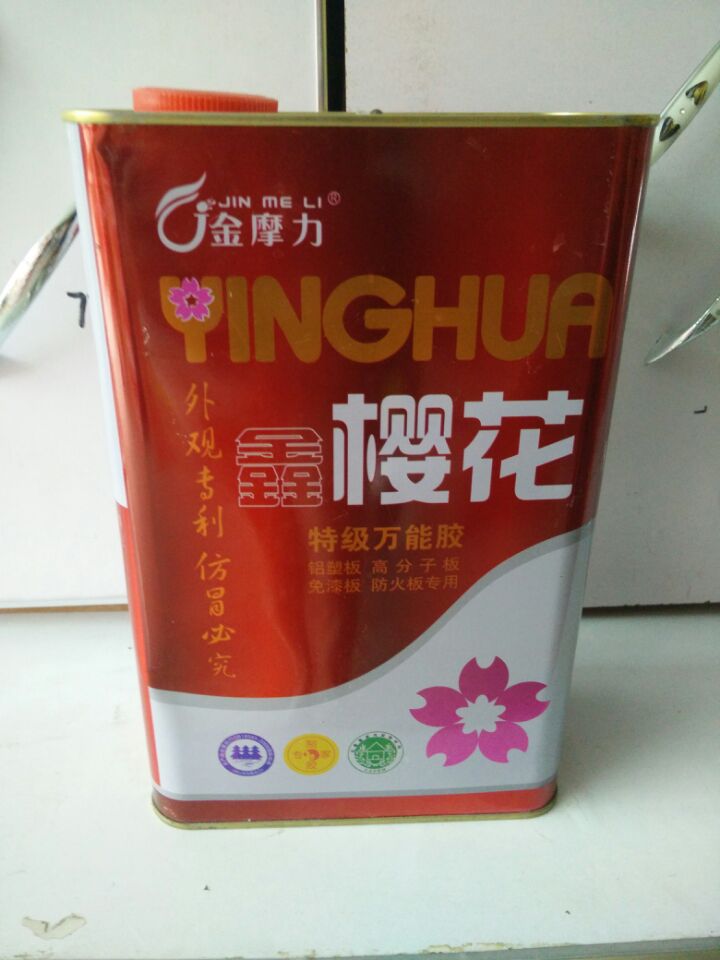 JIN ME LI®
金摩力
YINGHUA
鑫樱花
外观专利 仿冒必究
特级万能胶
铝塑板 高分子板
免漆板 防火板专用